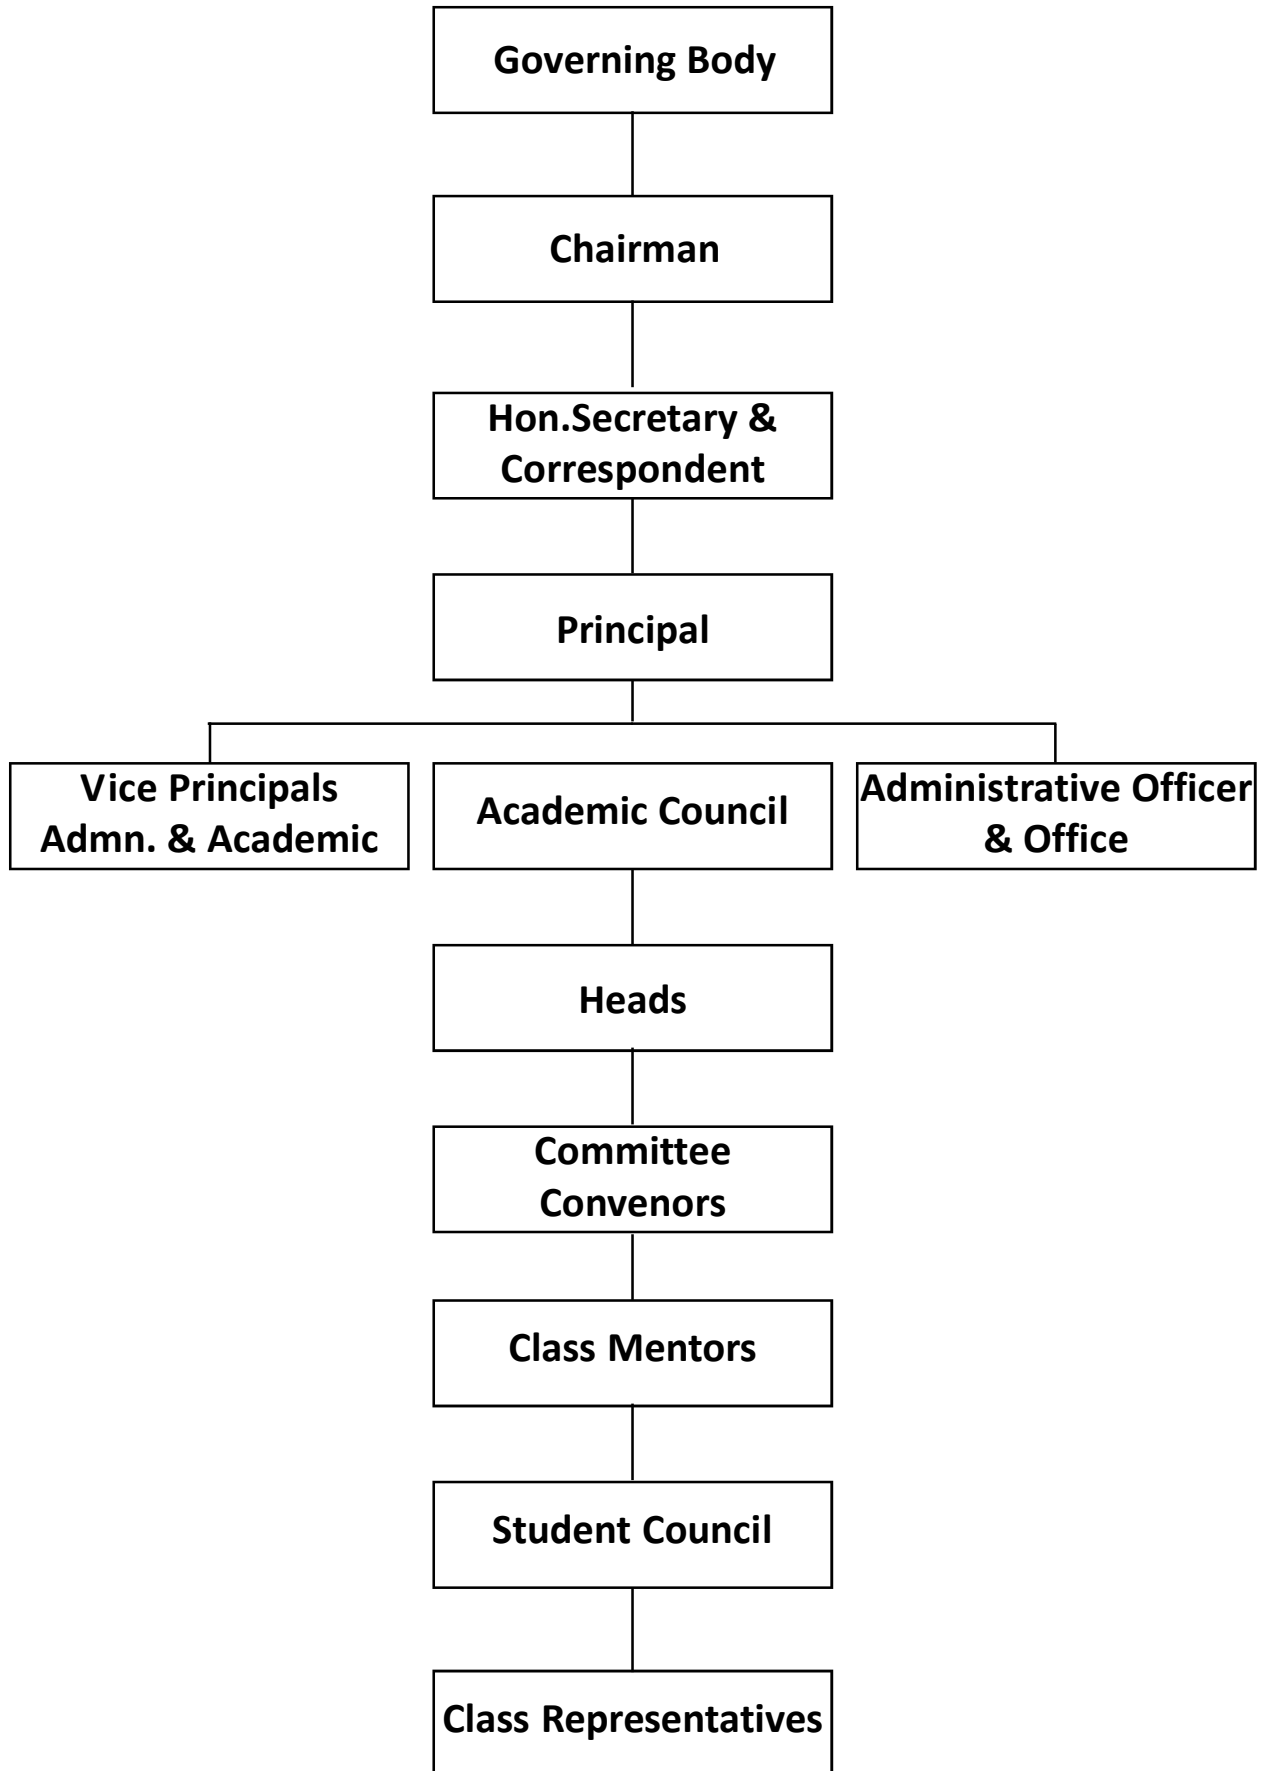 Governing Body
Chairman
Hon.Secretary &
Correspondent
Principal
Vice Principals
Admn. & Academic
Academic Council
Administrative Officer
& Office
Heads
Committee
Convenors
Class Mentors
Student Council
Class Representatives